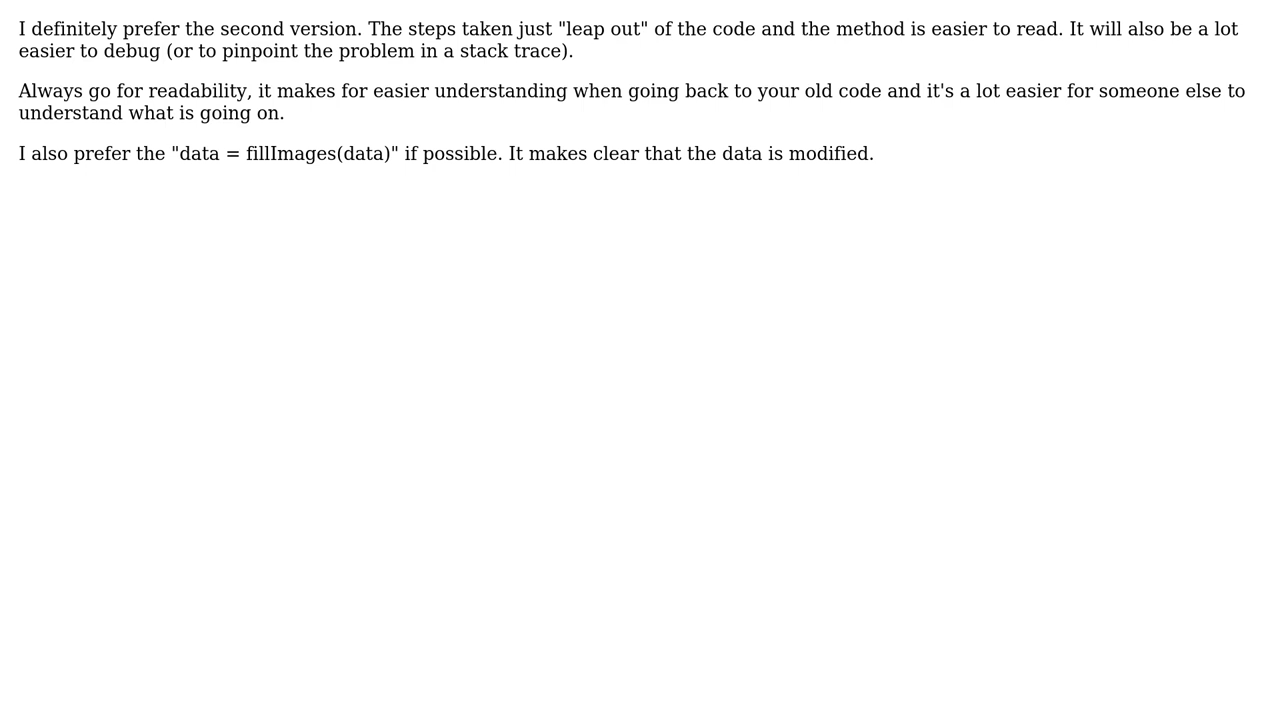 I definitely prefer the second version. The steps taken just "leap out" of the code and the method is easier to read. It will also be a lot
easier to debug (or to pinpoint the problem in a stack trace).
Always go for readability, it makes for easier understanding when going back to your old code and it's a lot easier for someone else to
understand what is going on.
I also prefer the "data = fillImages(data)" if possible. It makes clear that the data is modified.